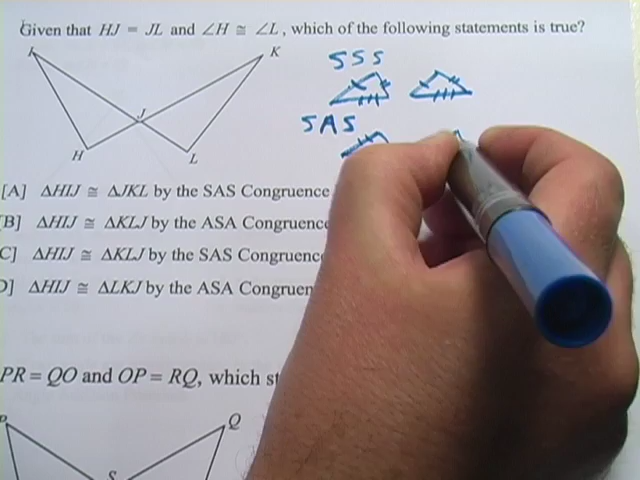 Given that HJ = JL and ∠H ≅ ∠L, which of the following statements is true?
I
K
SSS
J
SAS
H
L
[A] ΔHIJ ≅ ΔJKL by the SAS Congruence
B] ΔHIJ ≅ ΔKLJ by the ASA Congruence
C] ΔHIJ ≅ ΔKLJ by the SAS Congruenc
D] ΔHIJ ≅ ΔLKJ by the ASA Congruen
PR = QO and OP = RQ, which st
P
Q
S